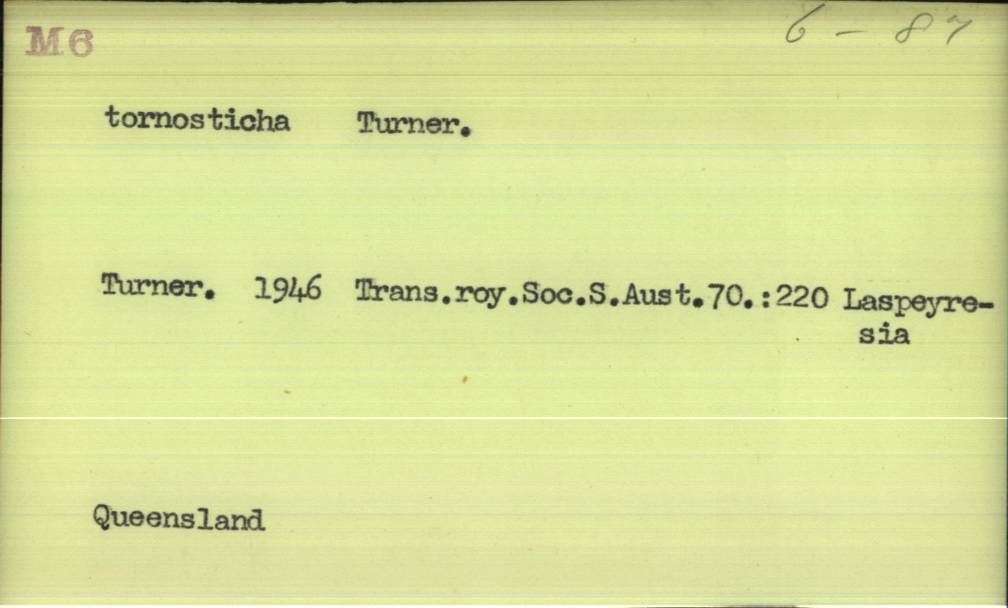 M6 6 - 87
tornosticha Turner.
Turner. 1946 Trans.roy.Soc.S.Aust.70.:220 Laspeyre-
sia
Queensland